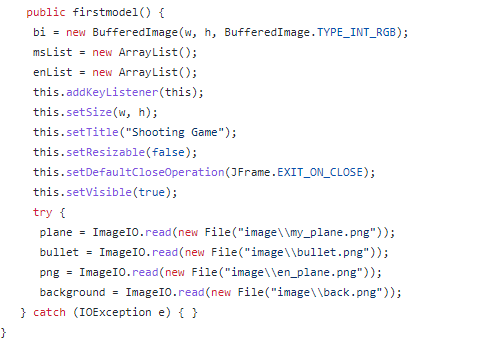 public firstmodel() {
bi = new BufferedImage(w, h, BufferedImage.TYPE_INT_RGB);
msList = new ArrayList();
enList = new ArrayList();
this.addKeyListener(this);
this.setSize(w, h);
this.setTitle("Shooting Game");
this.setResizable(false);
this.setDefaultCloseOperation(JFrame.EXIT_ON_CLOSE);
this.setVisible(true);
try {
plane = ImageIO.read(new File("image\\my_plane.png"));
bullet = ImageIO.read(new File("image\\bullet.png"));
png = ImageIO.read(new File("image\\en_plane.png"));
background = ImageIO.read(new File("image\\back.png"));
} catch (IOException e) { }
}